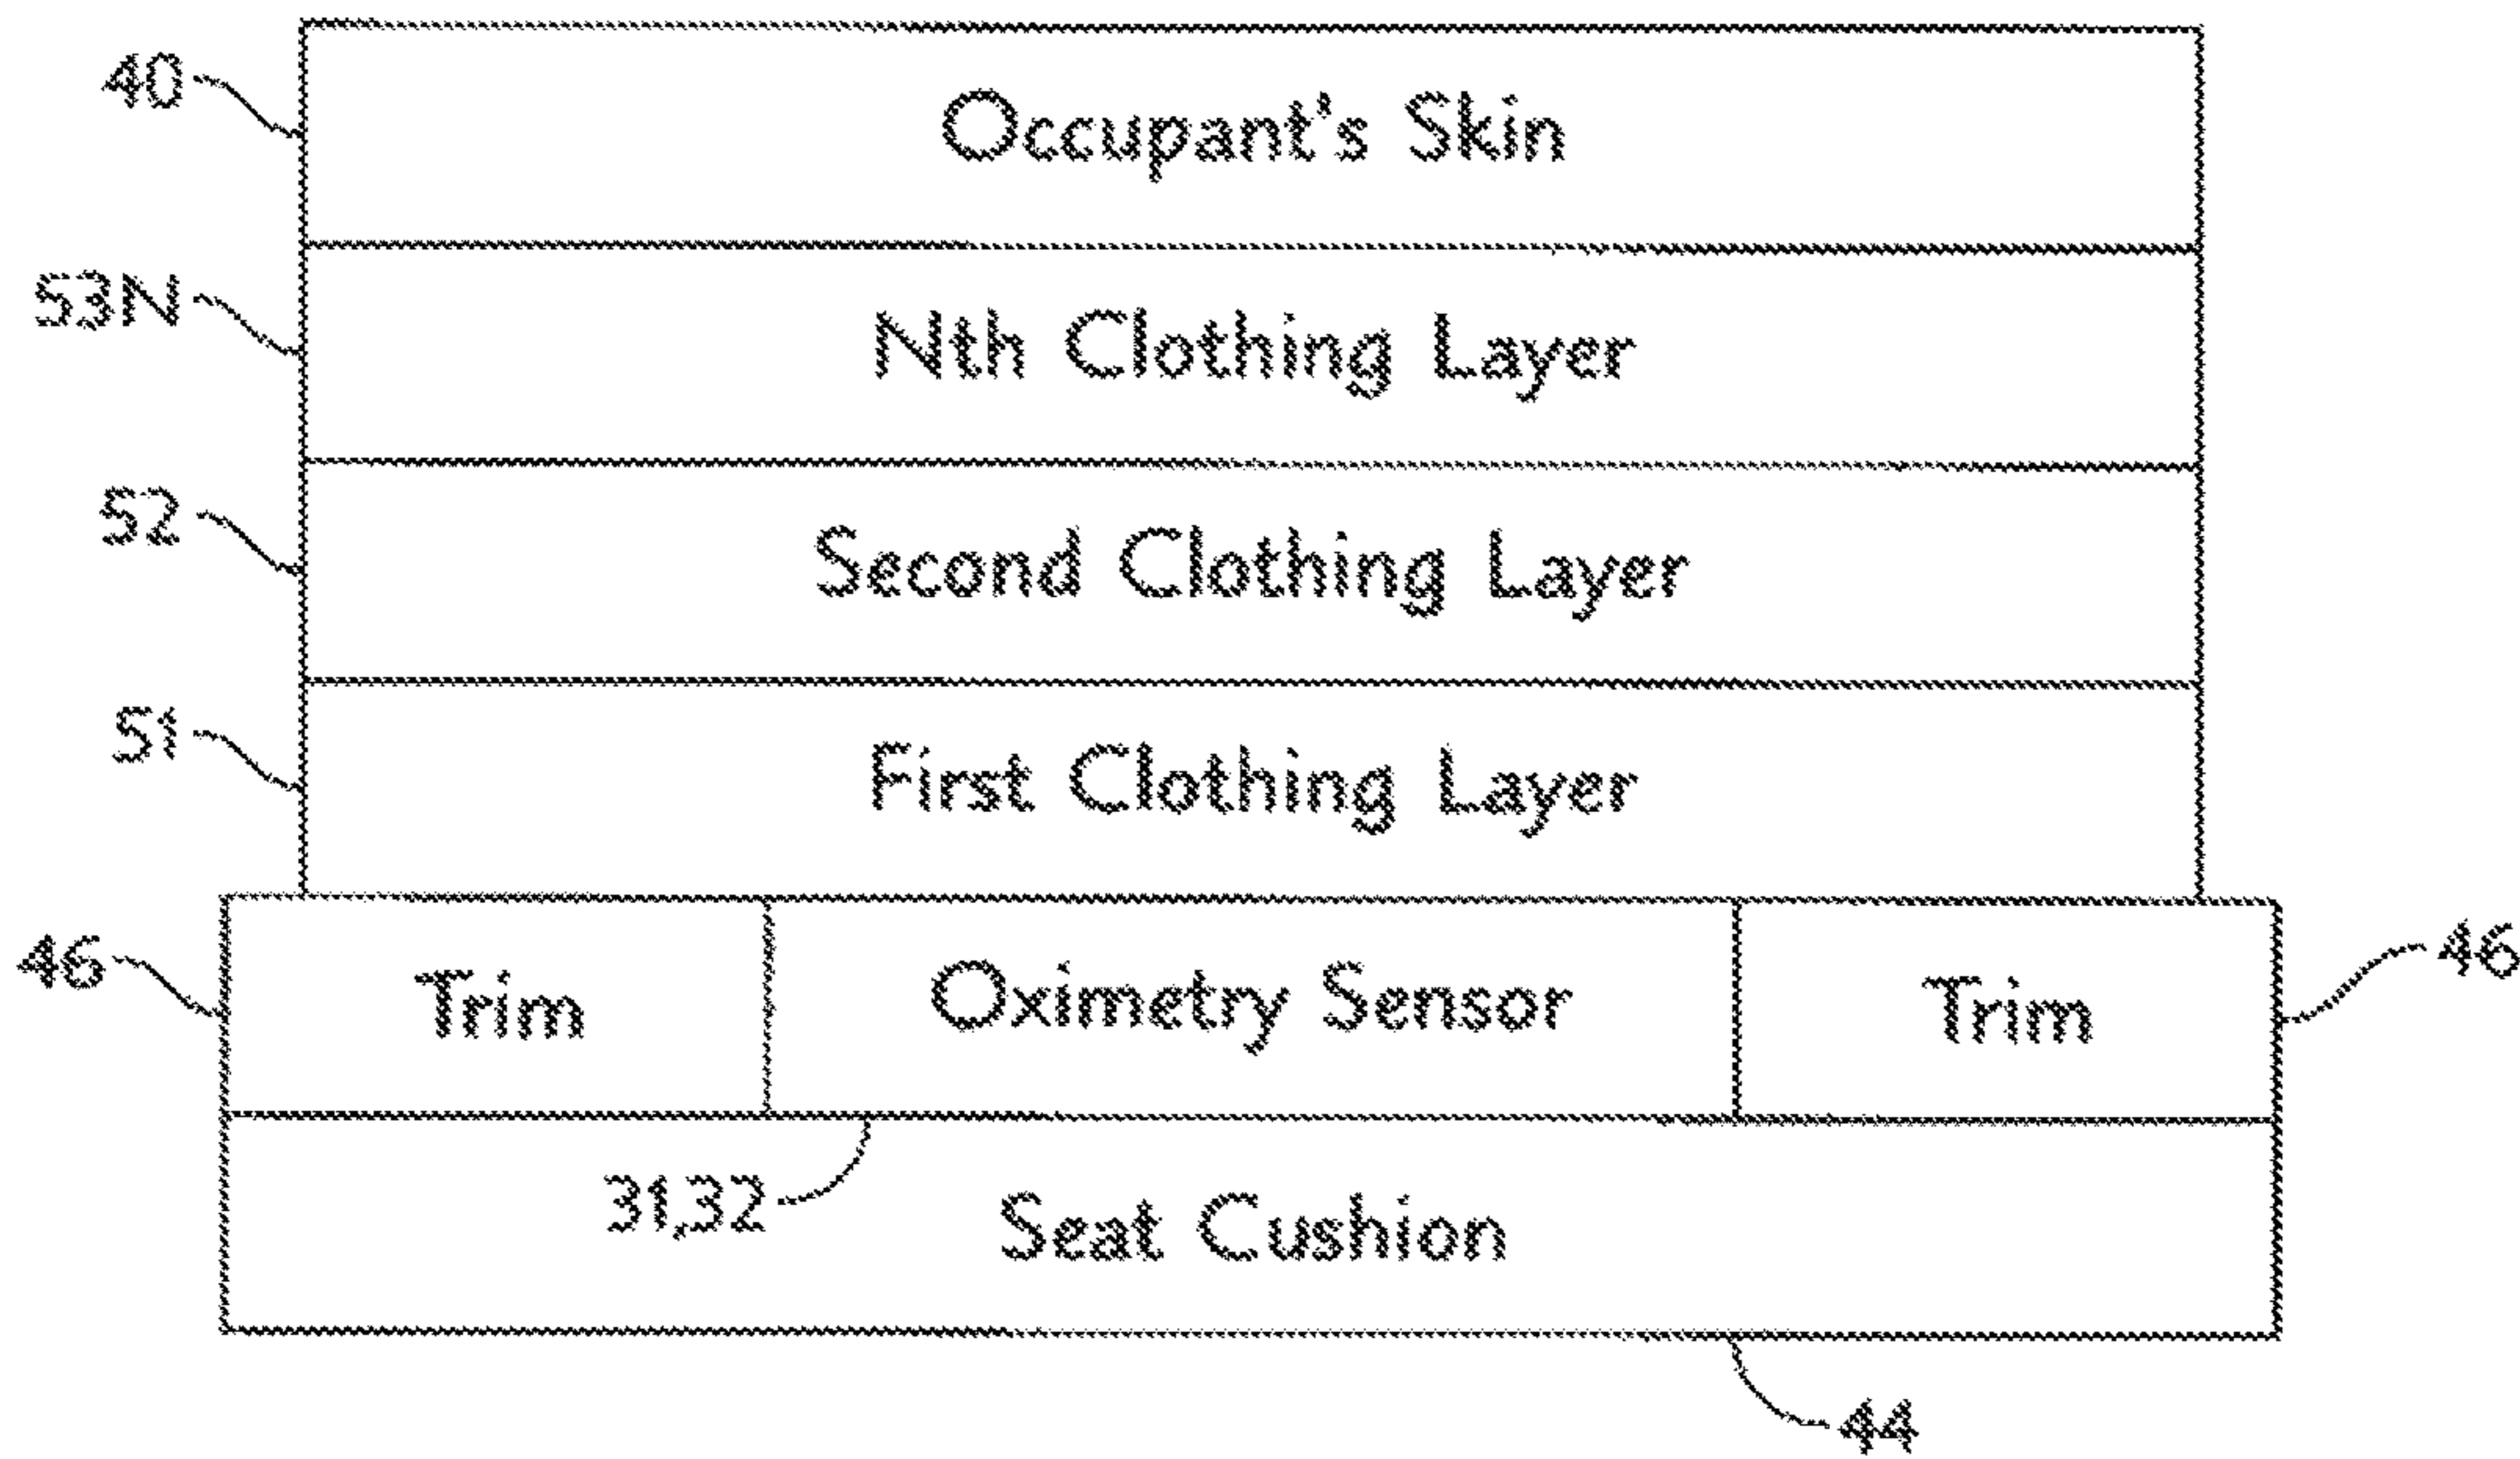 40
Occupant's Skin
53N
Nth Clothing Layer
52
Second Clothing Layer
51
First Clothing Layer
46
Trim
Oximetry Sensor
Trim
46
31,32
Seat Cushion
44